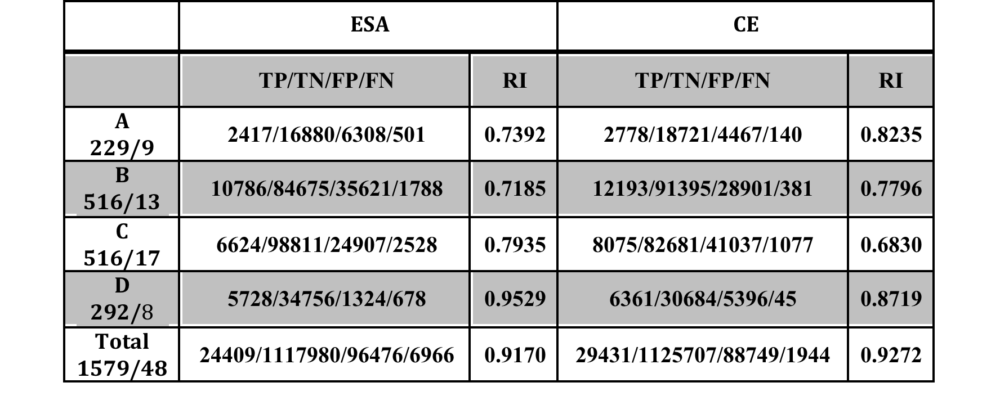 ESA CE
TP/TN/FP/FN RI TP/TN/FP/FN RI
A
229/9
2417/16880/6308/501 0.7392 2778/18721/4467/140 0.8235
B
516/13
10786/84675/35621/1788 0.7185 12193/91395/28901/381 0.7796
C
516/17
6624/98811/24907/2528 0.7935 8075/82681/41037/1077 0.6830
D
292/8
5728/34756/1324/678 0.9529 6361/30684/5396/45 0.8719
Total
1579/48
24409/1117980/96476/6966 0.9170 29431/1125707/88749/1944 0.9272